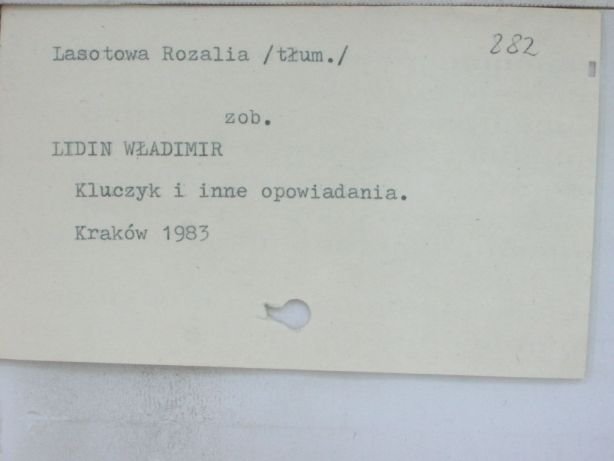 Lasotowa Rozalia /tłum./ 282
zob.
LIDIN WŁADIMIR
Kluczyk i inne opowiadania.
Kraków 1983